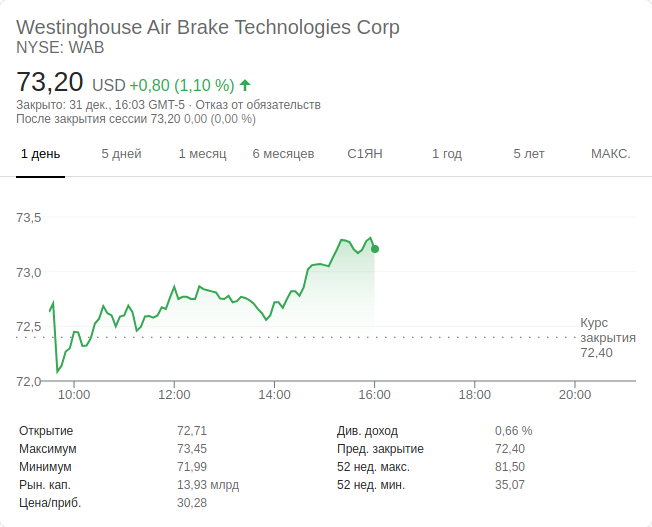 Westinghouse Air Brake Technologies Corp
NYSE: WAB
73,20 USD +0,80 (1,10 %) ↑
Закрыто: 31 дек., 16:03 GMT-5 · Отказ от обязательств
После закрытия сессии 73,20 0,00 (0,00 %)
1 день 5 дней 1 месяц 6 месяцев С1ЯН 1 год 5 лет МАКС.
73,5
73,0
72,5
72,0
Курс
закрытия
72,40
10:00 12:00 14:00 16:00 18:00 20:00
Открытие 72,71 Див. доход 0,66 %
Максимум 73,45 Пред. закрытие 72,40
Минимум 71,99 52 нед. макс. 81,50
Рын. кап. 13,93 млрд 52 нед. мин. 35,07
Цена/приб. 30,28